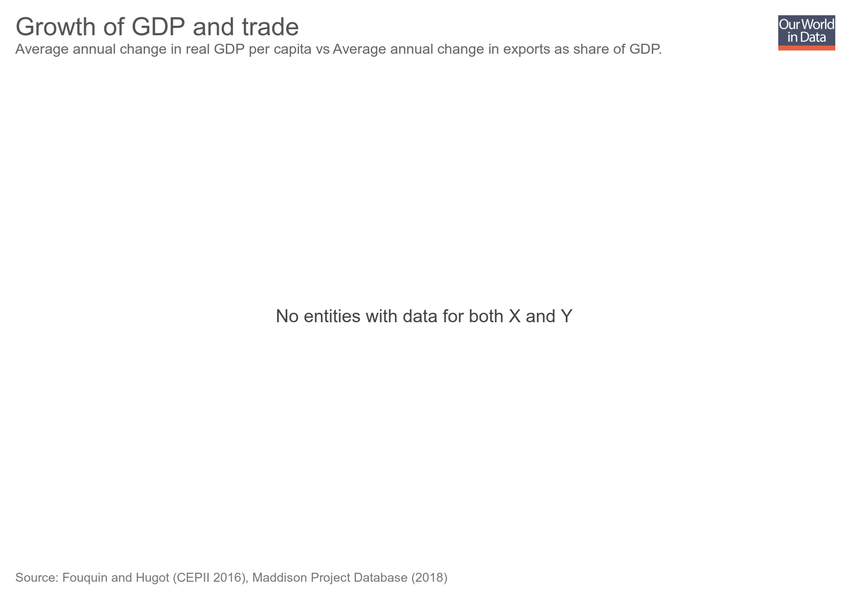 Growth of GDP and trade
Average annual change in real GDP per capita vs Average annual change in exports as share of GDP.
Our World
in Data
No entities with data for both X and Y
Source: Fouquin and Hugot (CEPII 2016), Maddison Project Database (2018)